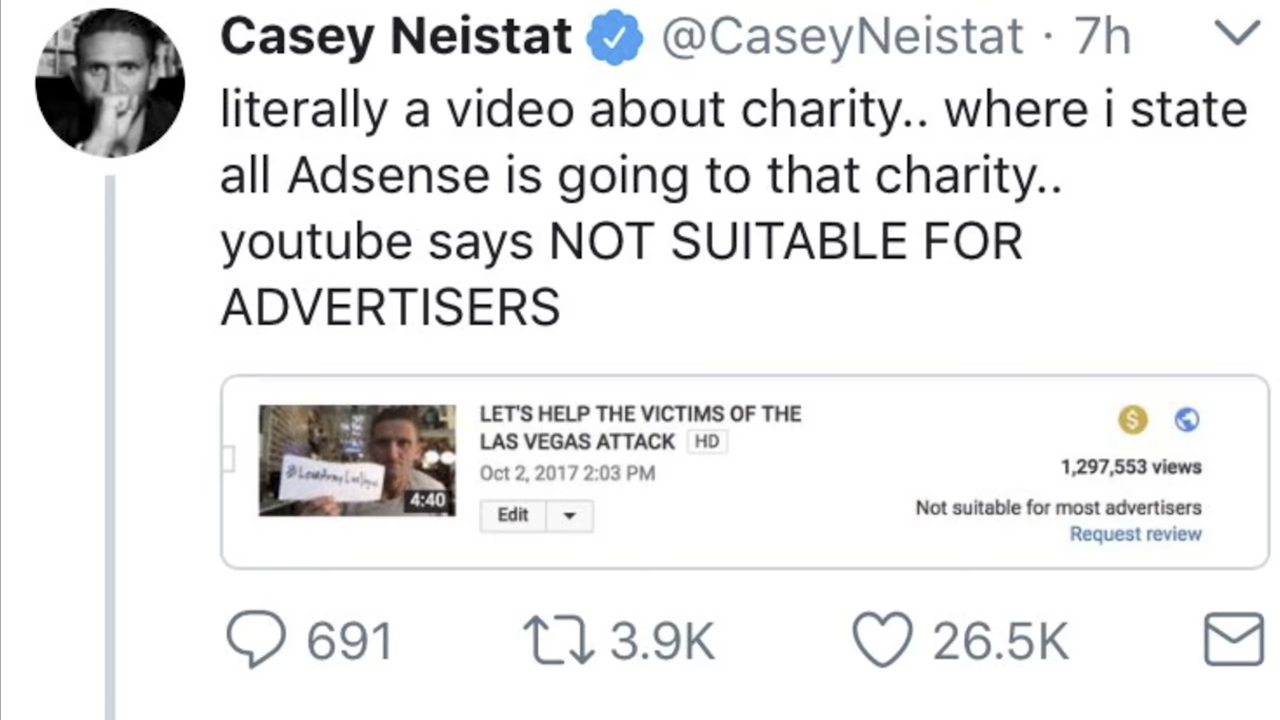 Casey Neistat @CaseyNeistat · 7h
literally a video about charity.. where i state
all Adsense is going to that charity..
youtube says NOT SUITABLE FOR
ADVERTISERS
LET'S HELP THE VICTIMS OF THE
LAS VEGAS ATTACK HD
Oct 2, 2017 2:03 PM
4:40
Edit
$
1,297,553 views
Not suitable for most advertisers
Request review
691 3.9K 26.5K